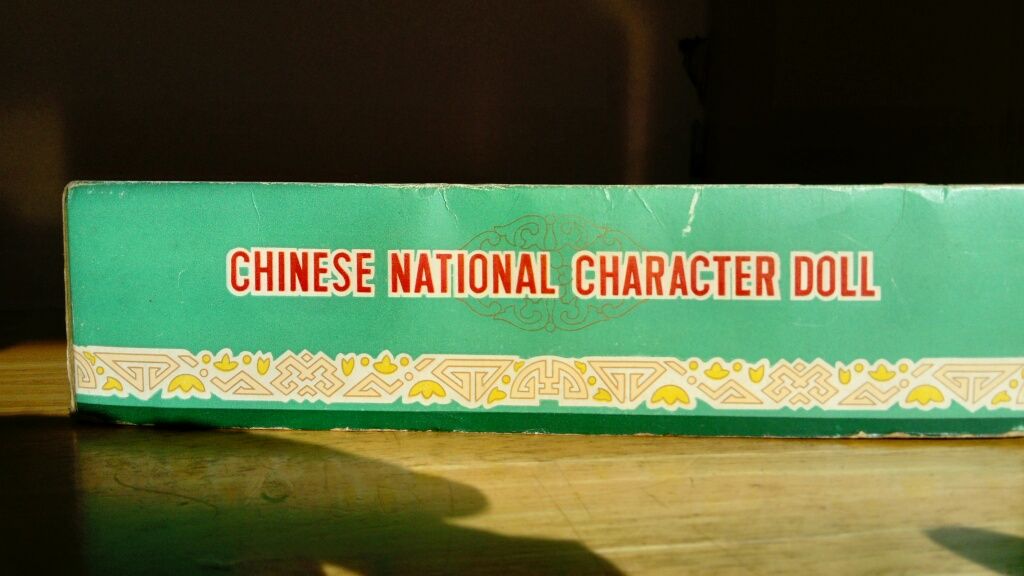 CHINESE NATIONAL CHARACTER DOLL